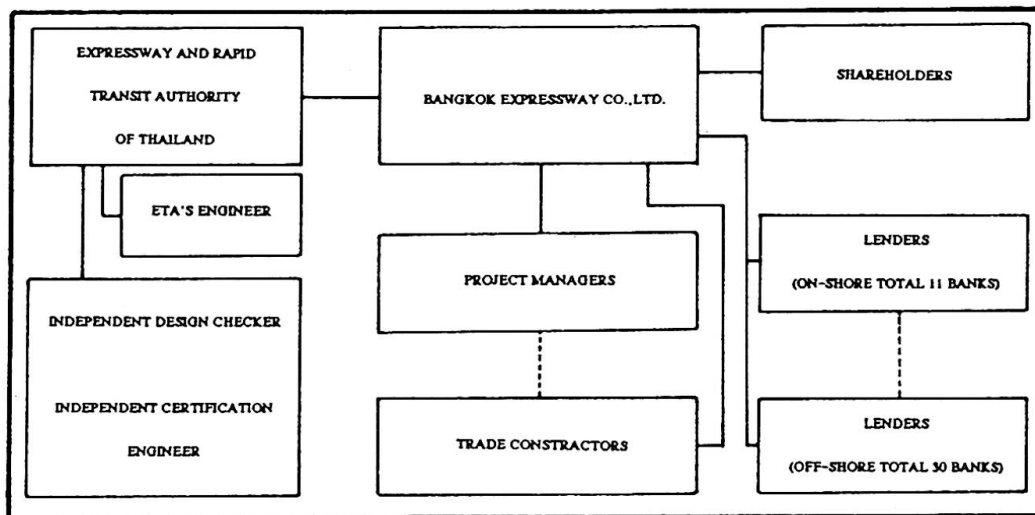 EXPRESSWAY AND RAPID
TRANSIT AUTHORITY
OF THAILAND
BANGKOK EXPRESSWAY CO.,LTD.
SHAREHOLDERS
ETA'S ENGINEER
PROJECT MANAGERS
LENDERS
(ON-SHORE TOTAL 11 BANKS)
INDEPENDENT DESIGN CHECKER
INDEPENDENT CERTIFICATION
ENGINEER
TRADE CONSTRACTORS
LENDERS
(OFF-SHORE TOTAL 30 BANKS)